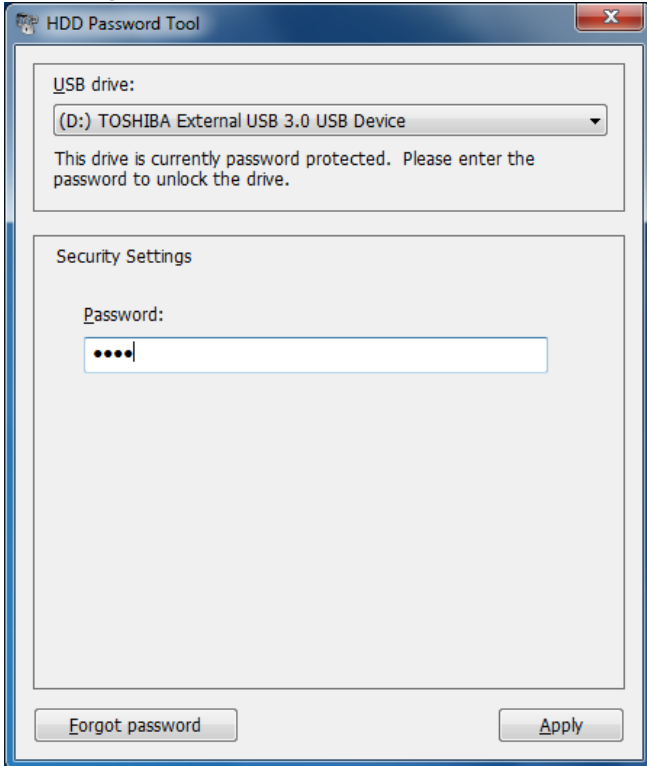 HDD Password Tool
USB drive:
(D:) TOSHIBA External USB 3.0 USB Device
This drive is currently password protected.  Please enter the
password to unlock the drive.
Security Settings
Password:
••••
Forgot password
Apply